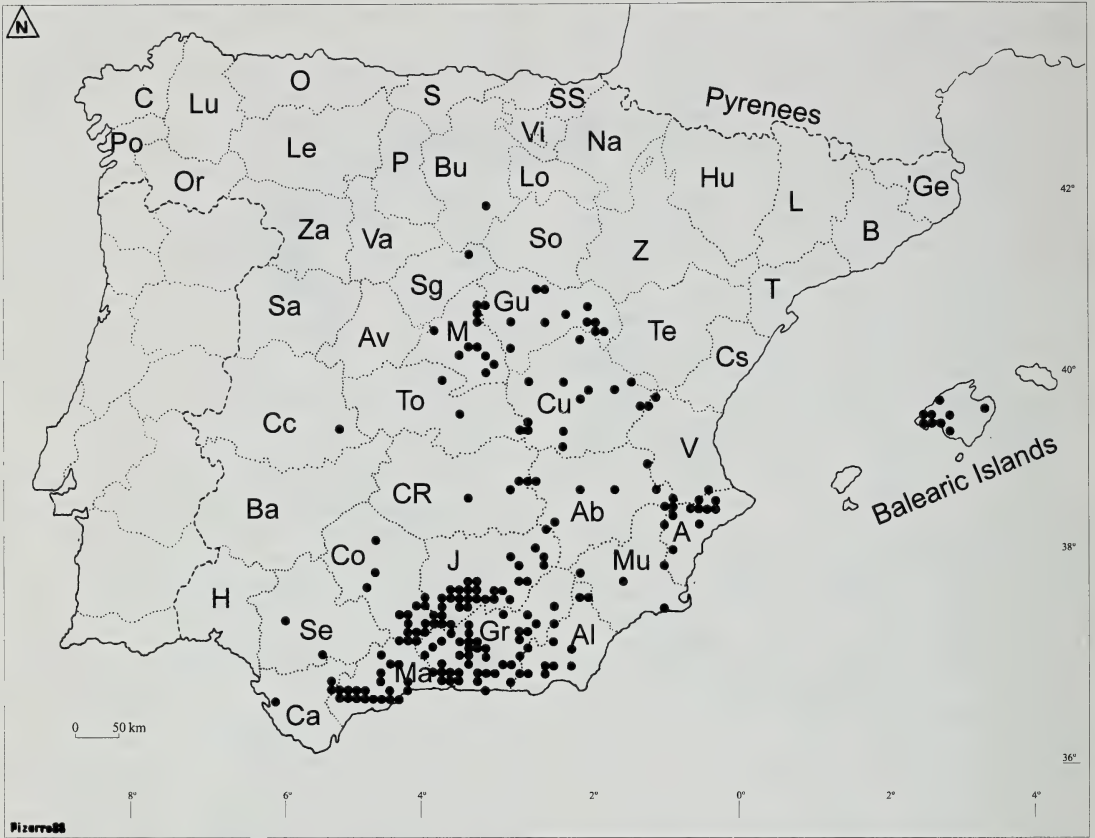 N
Pyrenees
C
Lu
O
S
SS
Po
Le
Vi
Na
P
Bu
Lo
Hu
Or
'Ge
42°
L
Za
Va
So
Z
B
Sg
Gu
T
Sa
M
Te
Av
Cs
40°
To
Cu
Cc
V
CR
Ab
Ba
Balearic Islands
A
38°
Co
J
Mu
H
Se
Gr
Al
Ma
Ca
0 50 km
36°
8° 6° 4° 2° 0° 2° 4°
Pizarro98